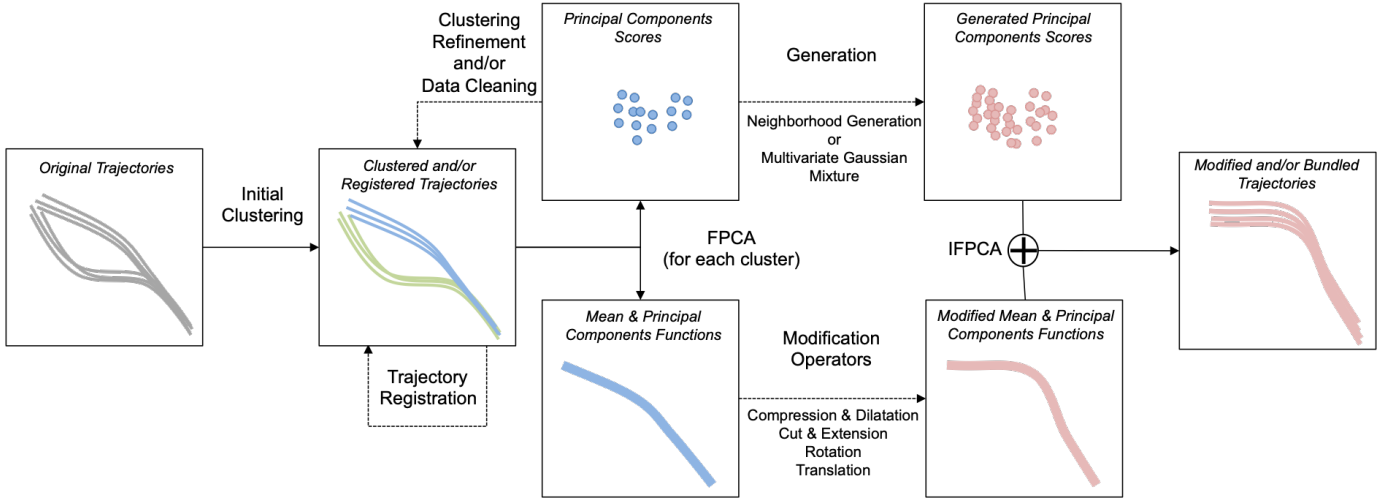 Original Trajectories
Initial
Clustering
Clustering
Refinement
and/or
Data Cleaning
Clustered and/or
Registered Trajectories
Trajectory
Registration
Principal Components
Scores
FPCA
(for each cluster)
Mean & Principal
Components Functions
Generation
Neighborhood Generation
or
Multivariate Gaussian
Mixture
Modification
Operators
Compression & Dilatation
Cut & Extension
Rotation
Translation
Generated Principal
Components Scores
IFPCA
Modified Mean & Principal
Components Functions
Modified and/or Bundled
Trajectories